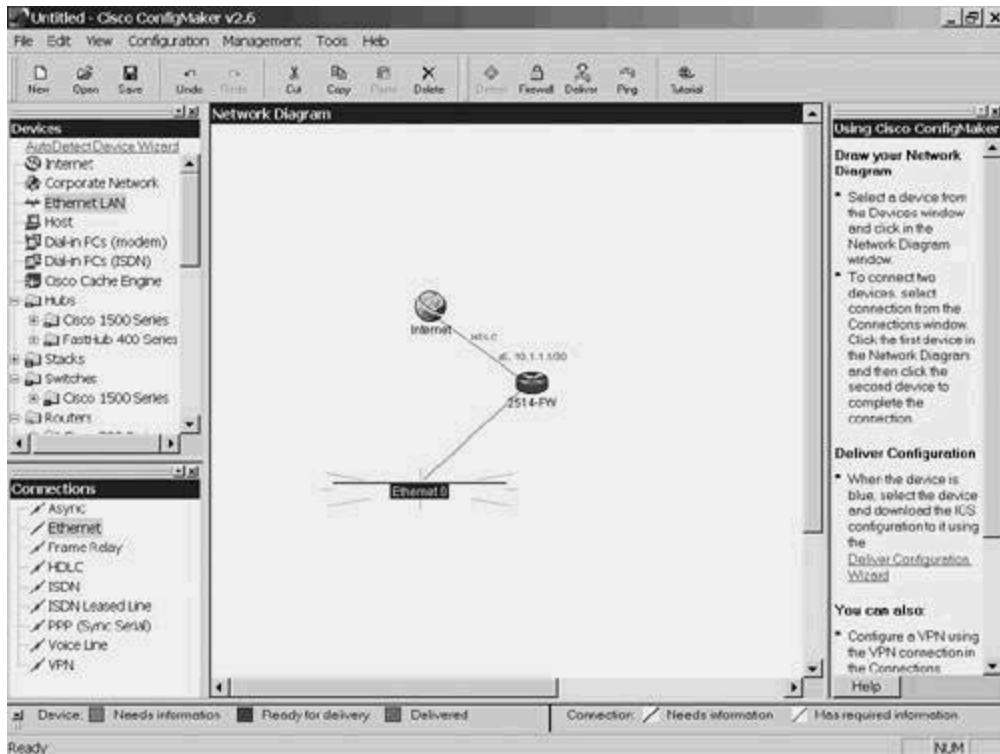 Untitled - Cisco ConfigMaker v2.6
File Edit View Configuration Management Tools Help
New Open Save Undo Redo Cut Copy Paste Delete Detail Firewall Deliver Ping Tutorial
Devices
AutoDetect Device Wizard
Internet
Corporate Network
Ethernet LAN
Host
Dial-in PCs (modem)
Dial-in PCs (ISDN)
Cisco Cache Engine
Hubs
Cisco 1500 Series
FastHub 400 Series
Stacks
Switches
Cisco 1500 Series
Routers
Connections
Async
Ethernet
Frame Relay
HDLC
ISDN
ISDN Leased Line
PPP (Sync Serial)
Voice Line
VPN
Network Diagram
Internet
HDLC
2514-FW
Ethernet 0
Using Cisco ConfigMaker
Draw your Network
Diagram
Select a device from
the Devices window
and click in the
Network Diagram
window.
To connect two
devices, select
connection from the
Connections window.
Click the first device in
the Network Diagram
and then click the
second device to
complete the
connection.
Deliver Configuration
When the device is
blue, select the device
and download the IOS
configuration to it using
the
Deliver Configuration
Wizard
You can also:
Configure a VPN using
the VPN connection in
the Connections
Help
Device: Needs information Ready for delivery Delivered Connection: Needs information Has required information
Ready NUM